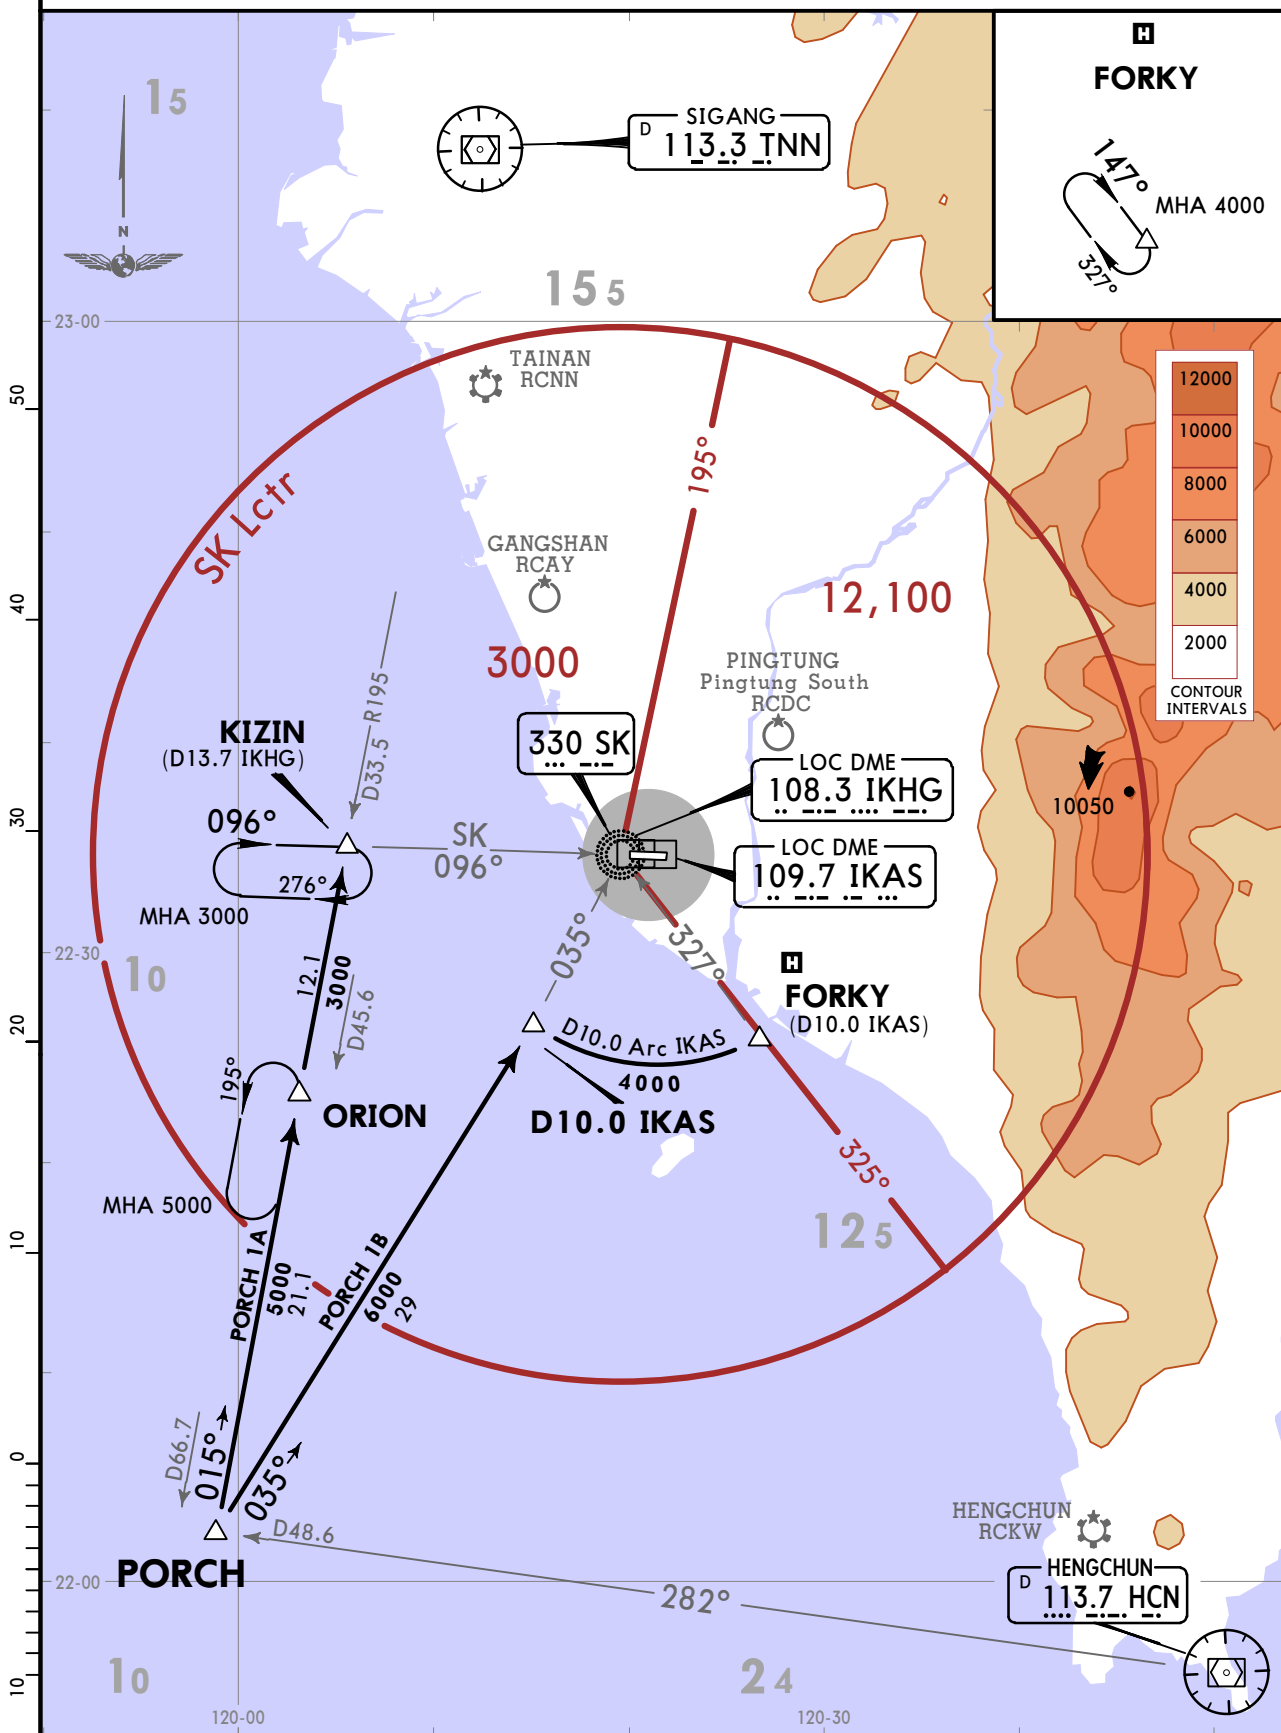 FORKY
147°
MHA 4000
327°
15
N
SIGANG
D 113.3 TNN
15 5
23-00
TAINAN
RCNN
12000
10000
8000
6000
4000
2000
CONTOUR
INTERVALS
50
195°
SK Lctr
GANGSHAN
RCAY
40
12,100
3000
PINGTUNG
Pingtung South
RCDC
D33.5 R195
KIZIN
(D13.7 IKHG)
330 SK
LOC DME
108.3 IKHG
10050
30
096°
SK
096°
LOC DME
109.7 IKAS
276°
MHA 3000
035°
327°
22-30
10
12.1
3000
D45.6
FORKY
(D10.0 IKAS)
D10.0 Arc IKAS
4000
20
195°
ORION
D10.0 IKAS
325°
MHA 5000
12 5
10
PORCH 1A
5000
21.1
PORCH 1B
6000
29
D66.7
015°
035°
0
D48.6
PORCH
HENGCHUN
RCKW
22-00
282°
HENGCHUN
D 113.7 HCN
10
10
2 4
120-00
120-30